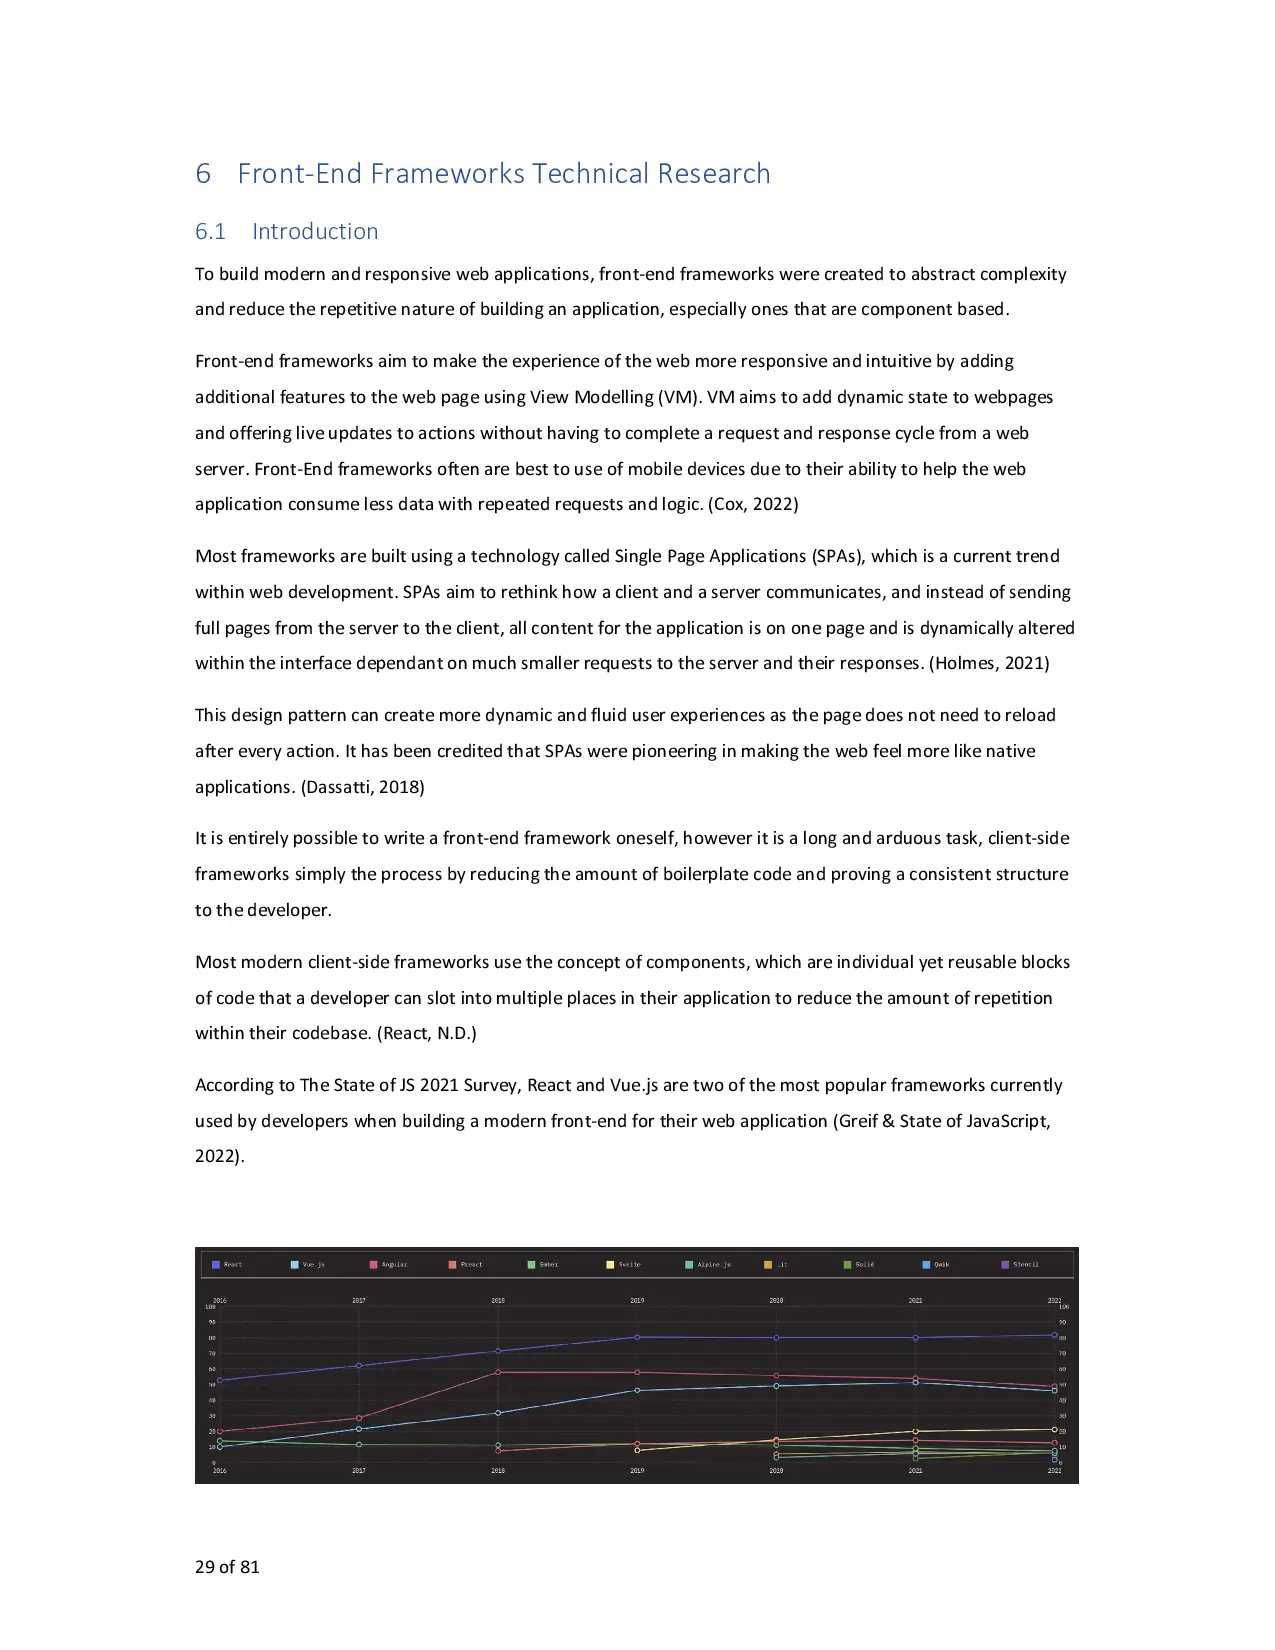 6 Front-End Frameworks Technical Research
6.1 Introduction
To build modern and responsive web applications, front-end frameworks were created to abstract complexity
and reduce the repetitive nature of building an application, especially ones that are component based.
Front-end frameworks aim to make the experience of the web more responsive and intuitive by adding
additional features to the web page using View Modelling (VM). VM aims to add dynamic state to webpages
and offering live updates to actions without having to complete a request and response cycle from a web
server. Front-End frameworks often are best to use of mobile devices due to their ability to help the web
application consume less data with repeated requests and logic. (Cox, 2022)
Most frameworks are built using a technology called Single Page Applications (SPAs), which is a current trend
within web development. SPAs aim to rethink how a client and a server communicates, and instead of sending
full pages from the server to the client, all content for the application is on one page and is dynamically altered
within the interface dependant on much smaller requests to the server and their responses. (Holmes, 2021)
This design pattern can create more dynamic and fluid user experiences as the page does not need to reload
after every action. It has been credited that SPAs were pioneering in making the web feel more like native
applications. (Dassatti, 2018)
It is entirely possible to write a front-end framework oneself, however it is a long and arduous task, client-side
frameworks simply the process by reducing the amount of boilerplate code and proving a consistent structure
to the developer.
Most modern client-side frameworks use the concept of components, which are individual yet reusable blocks
of code that a developer can slot into multiple places in their application to reduce the amount of repetition
within their codebase. (React, N.D.)
According to The State of JS 2021 Survey, React and Vue.js are two of the most popular frameworks currently
used by developers when building a modern front-end for their web application (Greif & State of JavaScript,
2022).
React Vue.js Angular Preact Ember Svelte Alpine.js Lit Solid Qwik Stencil
2016 2017 2018 2019 2020 2021 2022
100 100
90 90
80 80
70 70
60 60
50 50
40 40
30 30
20 20
10 10
0 0
2016 2017 2018 2019 2020 2021 2022
29 of 81